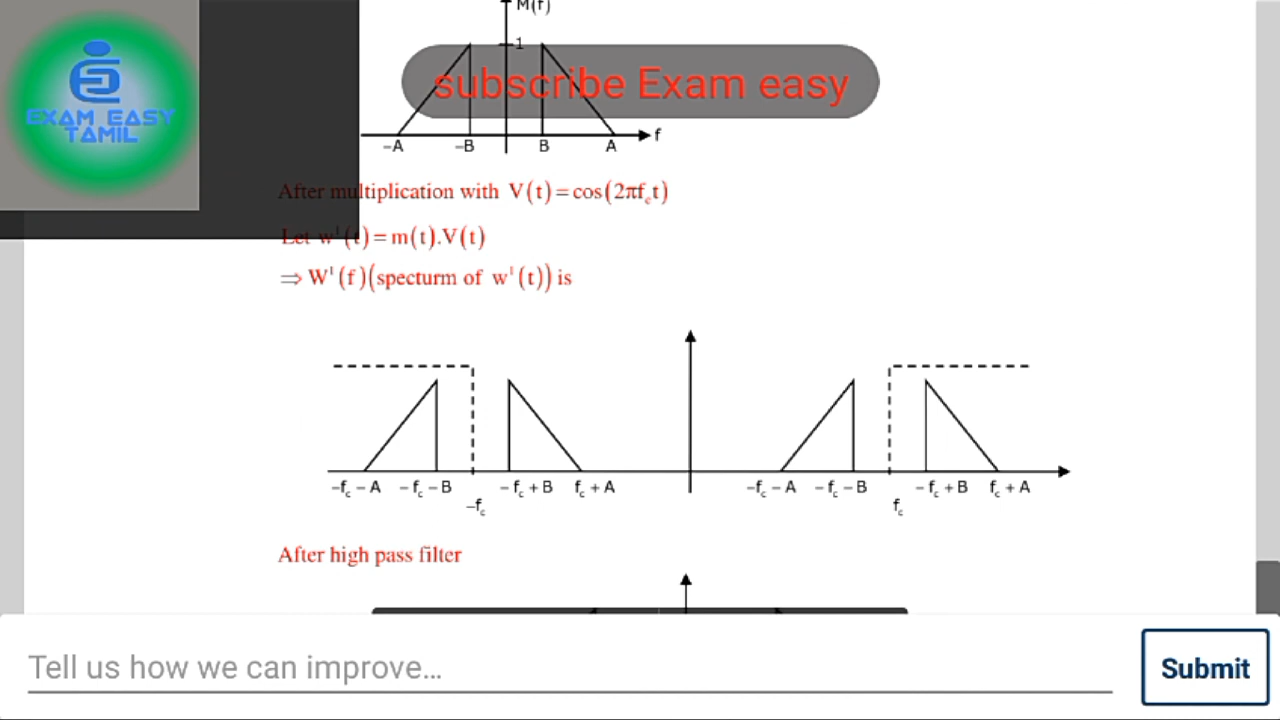 M(f)
1
subscribe Exam easy
EXAM EASY
TAMIL
f
−A −B B A
After multiplication with V(t) = cos(2πf_c t)
Let w¹(t) = m(t).V(t)
⇒ W¹(f)(specturm of w¹(t)) is
−f_c − A −f_c − B −f_c + B f_c + A −f_c − A −f_c − B −f_c + B f_c + A
−f_c f_c
After high pass filter
Tell us how we can improve...
Submit